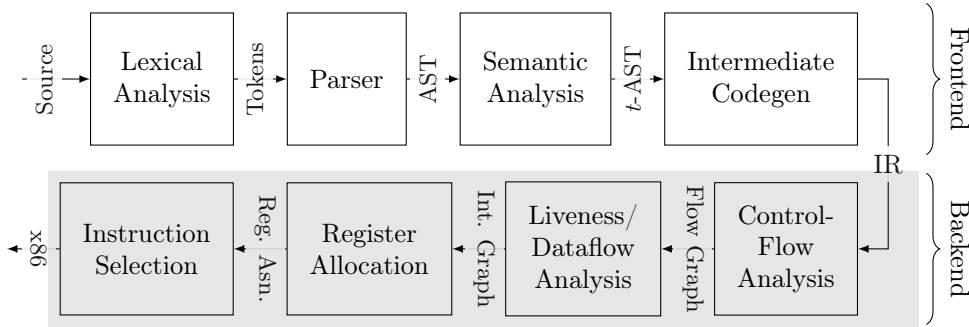 Source
Lexical
Analysis
Tokens
Parser
AST
Semantic
Analysis
t-AST
Intermediate
Codegen
Frontend
IR
Control-
Flow
Analysis
Flow Graph
Liveness/
Dataflow
Analysis
Int. Graph
Register
Allocation
Reg. Asn.
Instruction
Selection
x86
Backend